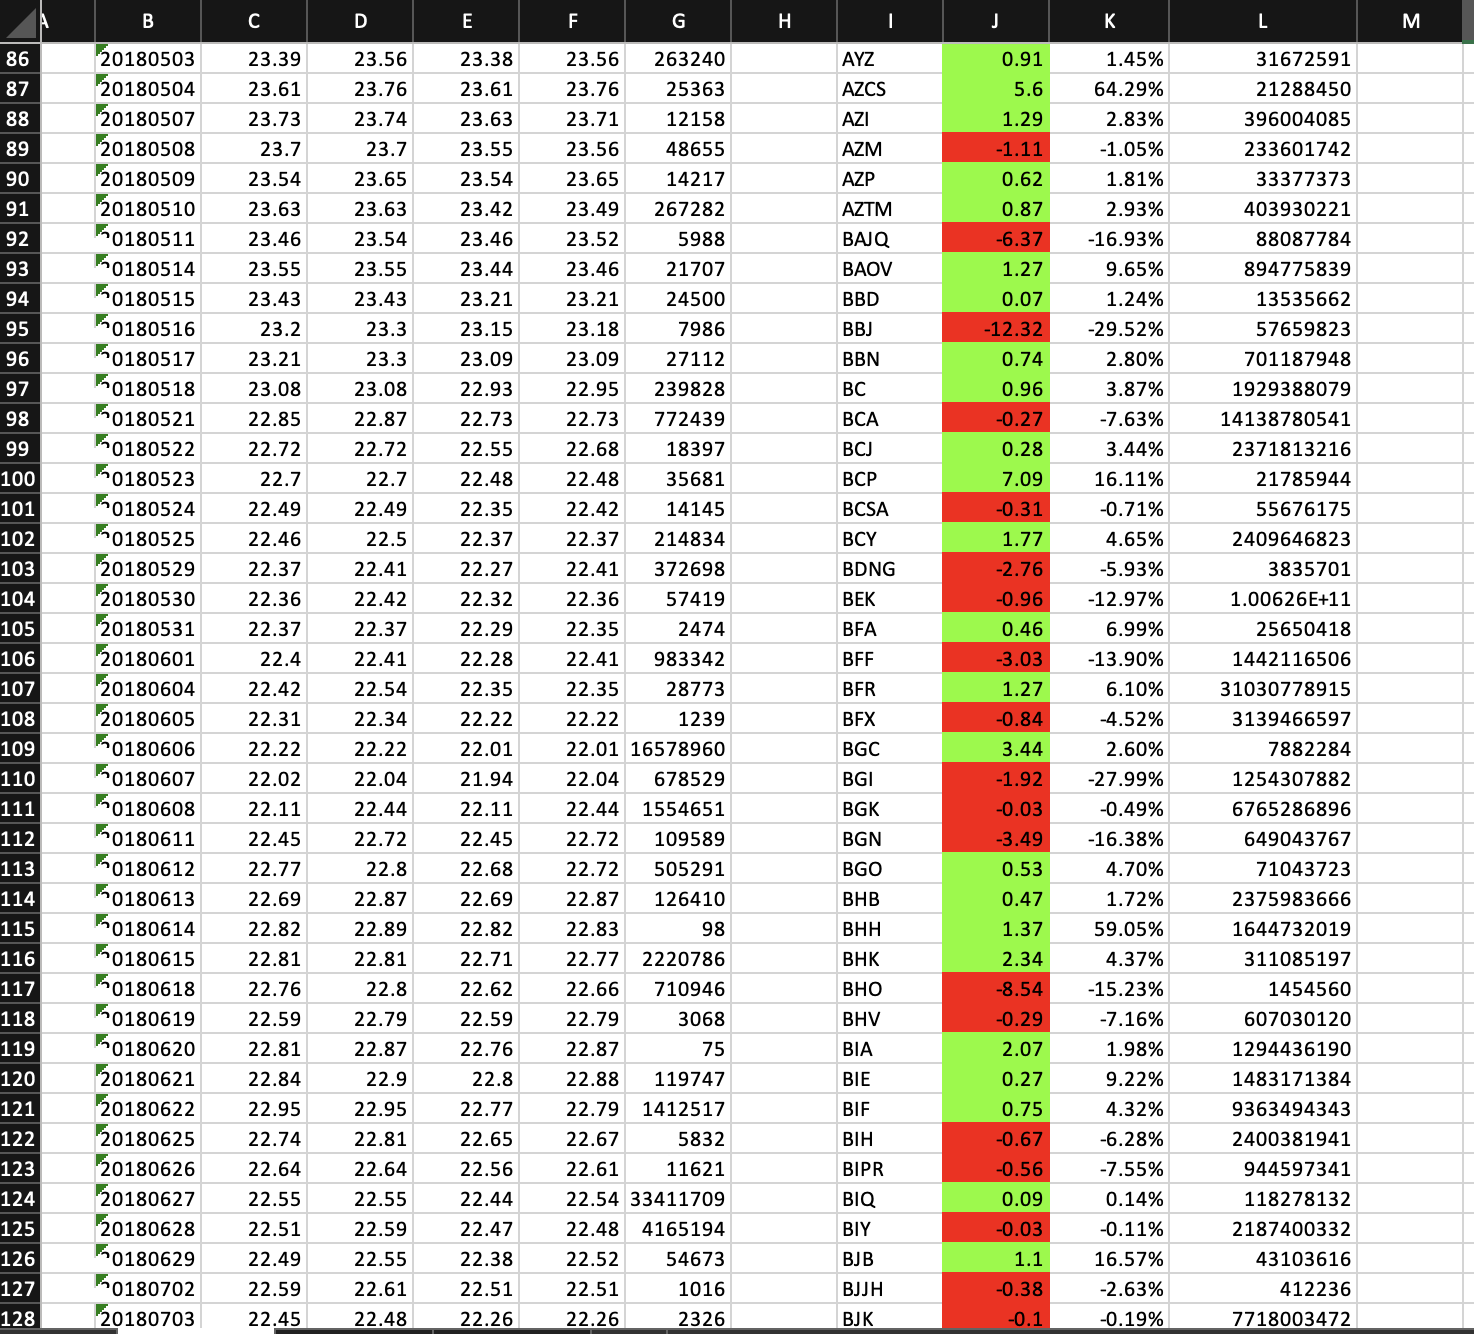 A B C D E F G H I J K L M
86 20180503 23.39 23.56 23.38 23.56 263240 AYZ 0.91 1.45% 31672591
87 20180504 23.61 23.76 23.61 23.76 25363 AZCS 5.6 64.29% 21288450
88 20180507 23.73 23.74 23.63 23.71 12158 AZI 1.29 2.83% 396004085
89 20180508 23.7 23.7 23.55 23.56 48655 AZM -1.11 -1.05% 233601742
90 20180509 23.54 23.65 23.54 23.65 14217 AZP 0.62 1.81% 33377373
91 20180510 23.63 23.63 23.42 23.49 267282 AZTM 0.87 2.93% 403930221
92 20180511 23.46 23.54 23.46 23.52 5988 BAJQ -6.37 -16.93% 88087784
93 20180514 23.55 23.55 23.44 23.46 21707 BAOV 1.27 9.65% 894775839
94 20180515 23.43 23.43 23.21 23.21 24500 BBD 0.07 1.24% 13535662
95 20180516 23.2 23.3 23.15 23.18 7986 BBJ -12.32 -29.52% 57659823
96 20180517 23.21 23.3 23.09 23.09 27112 BBN 0.74 2.80% 701187948
97 20180518 23.08 23.08 22.93 22.95 239828 BC 0.96 3.87% 1929388079
98 20180521 22.85 22.87 22.73 22.73 772439 BCA -0.27 -7.63% 14138780541
99 20180522 22.72 22.72 22.55 22.68 18397 BCJ 0.28 3.44% 2371813216
100 20180523 22.7 22.7 22.48 22.48 35681 BCP 7.09 16.11% 21785944
101 20180524 22.49 22.49 22.35 22.42 14145 BCSA -0.31 -0.71% 55676175
102 20180525 22.46 22.5 22.37 22.37 214834 BCY 1.77 4.65% 2409646823
103 20180529 22.37 22.41 22.27 22.41 372698 BDNG -2.76 -5.93% 3835701
104 20180530 22.36 22.42 22.32 22.36 57419 BEK -0.96 -12.97% 1.00626E+11
105 20180531 22.37 22.37 22.29 22.35 2474 BFA 0.46 6.99% 25650418
106 20180601 22.4 22.41 22.28 22.41 983342 BFF -3.03 -13.90% 1442116506
107 20180604 22.42 22.54 22.35 22.35 28773 BFR 1.27 6.10% 31030778915
108 20180605 22.31 22.34 22.22 22.22 1239 BFX -0.84 -4.52% 3139466597
109 20180606 22.22 22.22 22.01 22.01 16578960 BGC 3.44 2.60% 7882284
110 20180607 22.02 22.04 21.94 22.04 678529 BGI -1.92 -27.99% 1254307882
111 20180608 22.11 22.44 22.11 22.44 1554651 BGK -0.03 -0.49% 6765286896
112 20180611 22.45 22.72 22.45 22.72 109589 BGN -3.49 -16.38% 649043767
113 20180612 22.77 22.8 22.68 22.72 505291 BGO 0.53 4.70% 71043723
114 20180613 22.69 22.87 22.69 22.87 126410 BHB 0.47 1.72% 2375983666
115 20180614 22.82 22.89 22.82 22.83 98 BHH 1.37 59.05% 1644732019
116 20180615 22.81 22.81 22.71 22.77 2220786 BHK 2.34 4.37% 311085197
117 20180618 22.76 22.8 22.62 22.66 710946 BHO -8.54 -15.23% 1454560
118 20180619 22.59 22.79 22.59 22.79 3068 BHV -0.29 -7.16% 607030120
119 20180620 22.81 22.87 22.76 22.87 75 BIA 2.07 1.98% 1294436190
120 20180621 22.84 22.9 22.8 22.88 119747 BIE 0.27 9.22% 1483171384
121 20180622 22.95 22.95 22.77 22.79 1412517 BIF 0.75 4.32% 9363494343
122 20180625 22.74 22.81 22.65 22.67 5832 BIH -0.67 -6.28% 2400381941
123 20180626 22.64 22.64 22.56 22.61 11621 BIPR -0.56 -7.55% 944597341
124 20180627 22.55 22.55 22.44 22.54 33411709 BIQ 0.09 0.14% 118278132
125 20180628 22.51 22.59 22.47 22.48 4165194 BIY -0.03 -0.11% 2187400332
126 20180629 22.49 22.55 22.38 22.52 54673 BJB 1.1 16.57% 43103616
127 20180702 22.59 22.61 22.51 22.51 1016 BJJH -0.38 -2.63% 412236
128 20180703 22.45 22.48 22.26 22.26 2326 BJK -0.1 -0.19% 7718003472